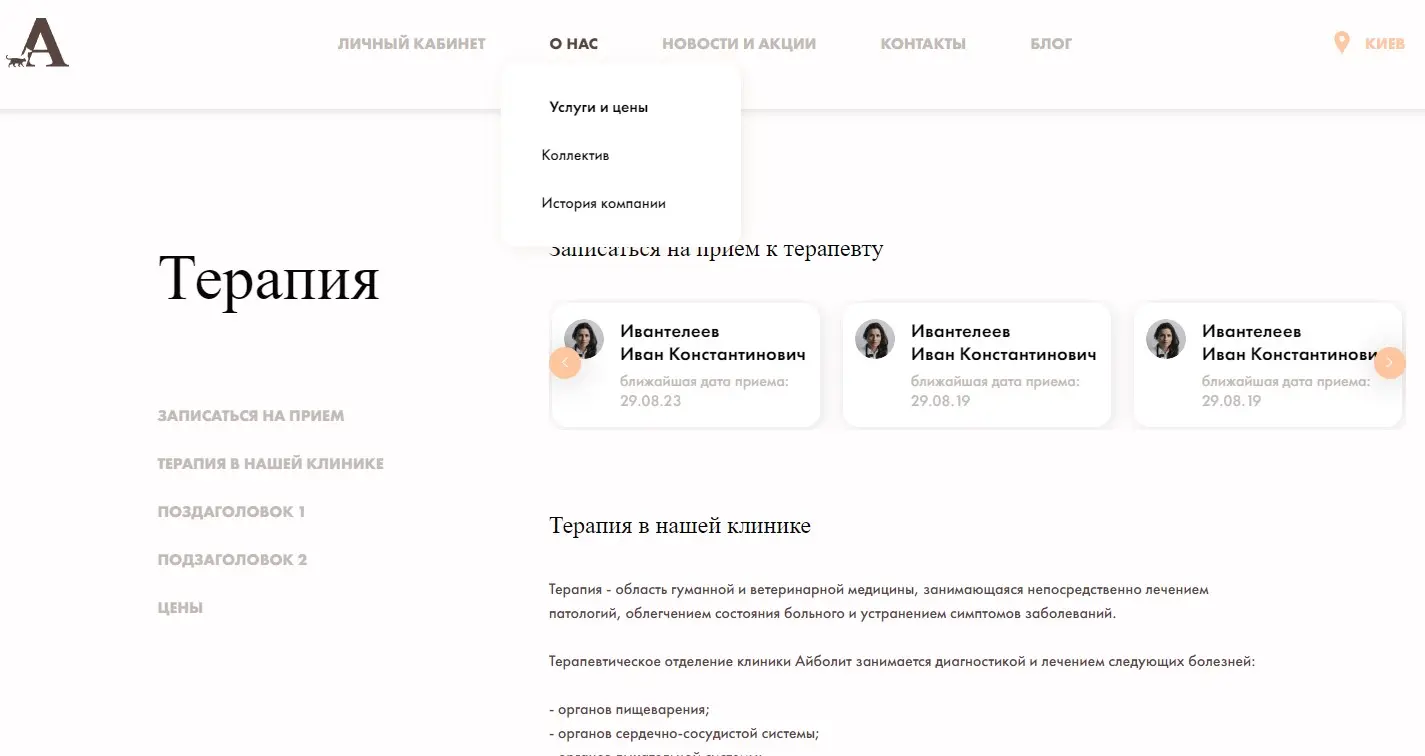 А
ЛИЧНЫЙ КАБИНЕТ
О НАС
НОВОСТИ И АКЦИИ
КОНТАКТЫ
БЛОГ
КИЕВ
Услуги и цены
Коллектив
История компании
Терапия
ЗАПИСАТЬСЯ НА ПРИЕМ
ТЕРАПИЯ В НАШЕЙ КЛИНИКЕ
ПОЗДАГОЛОВОК 1
ПОДЗАГОЛОВОК 2
ЦЕНЫ
Записаться на прием к терапевту
Ивантелеев
Иван Константинович
ближайшая дата приема:
29.08.23
Ивантелеев
Иван Константинович
ближайшая дата приема:
29.08.19
Ивантелеев
Иван Константинови
ближайшая дата приема:
29.08.19
Терапия в нашей клинике
Терапия - область гуманной и ветеринарной медицины, занимающаяся непосредственно лечением
патологий, облегчением состояния больного и устранением симптомов заболеваний.
Терапевтическое отделение клиники Айболит занимается диагностикой и лечением следующих болезней:
- органов пищеварения;
- органов сердечно-сосудистой системы;
- органов дыхательной системы;